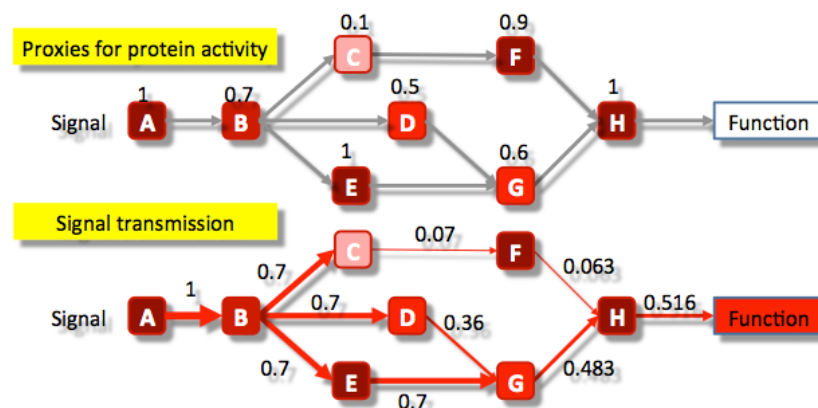 0.1
0.9
Proxies for protein activity
C
F
1
0.7
0.5
1
Signal
A
B
D
H
Function
1
0.6
E
G
Signal transmission
C
0.07
F
0.7
0.063
1
0.7
0.516
Signal
A
B
D
H
Function
0.36
0.7
0.483
E
G
0.7